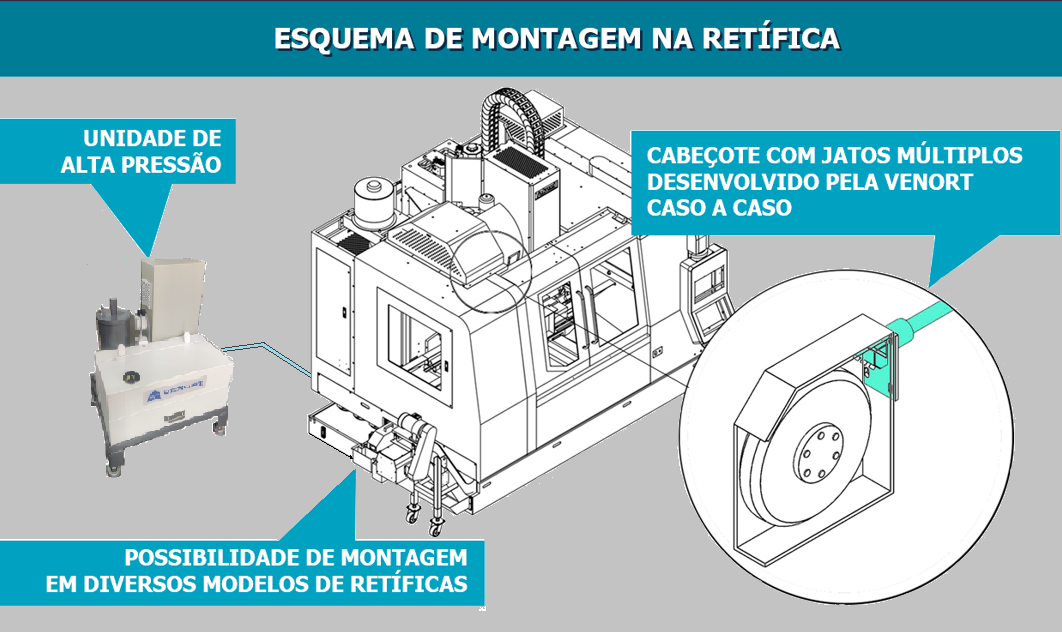 ESQUEMA DE MONTAGEM NA RETÍFICA
UNIDADE DE
ALTA PRESSÃO
CABEÇOTE COM JATOS MÚLTIPLOS
DESENVOLVIDO PELA VENORT
CASO A CASO
POSSIBILIDADE DE MONTAGEM
EM DIVERSOS MODELOS DE RETÍFICAS